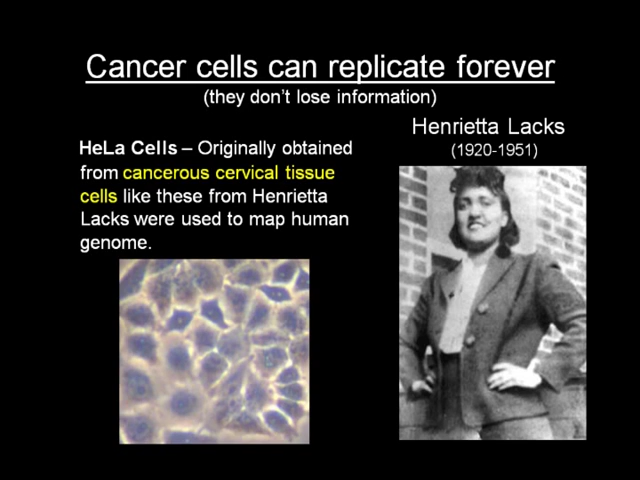 Cancer cells can replicate forever
(they don't lose information)
Henrietta Lacks
(1920-1951)
HeLa Cells – Originally obtained
from cancerous cervical tissue
cells like these from Henrietta
Lacks were used to map human
genome.